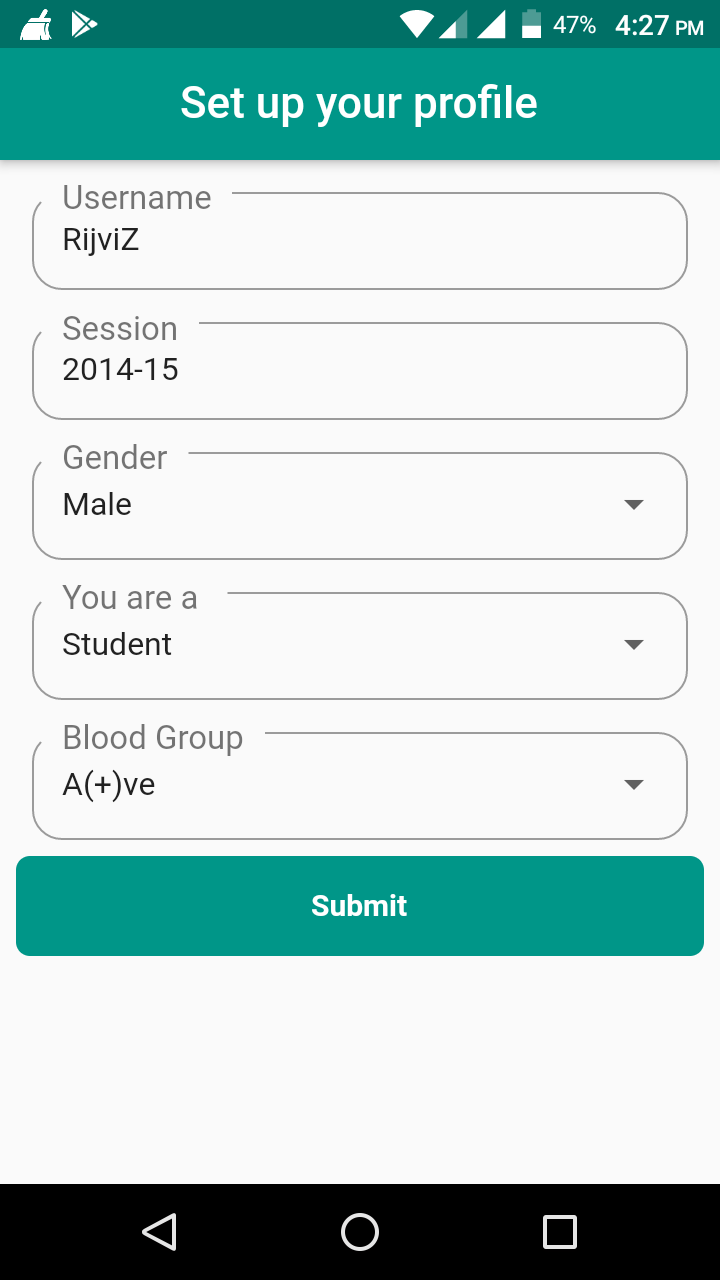 47% 4:27 PM
Set up your profile
Username
RijviZ
Session
2014-15
Gender
Male
You are a
Student
Blood Group
A(+)ve
Submit